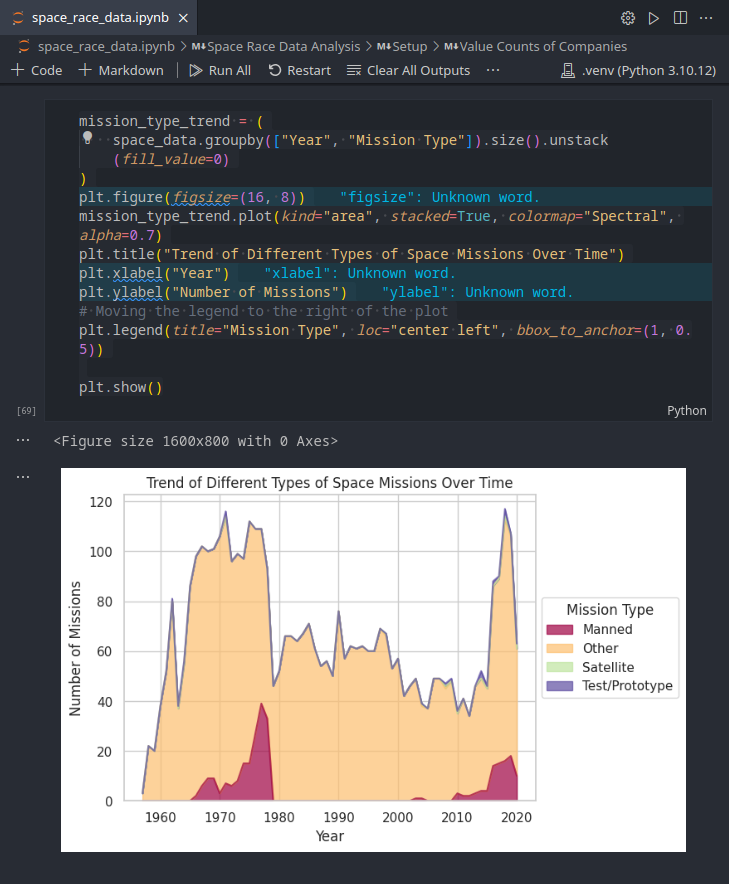 space_race_data.ipynb ×
space_race_data.ipynb > M↓Space Race Data Analysis > M↓Setup > M↓Value Counts of Companies
+ Code + Markdown | Run All Restart Clear All Outputs ··· .venv (Python 3.10.12)
mission_type_trend = (
space_data.groupby(["Year", "Mission Type"]).size().unstack
(fill_value=0)
)
plt.figure(figsize=(16, 8)) "figsize": Unknown word.
mission_type_trend.plot(kind="area", stacked=True, colormap="Spectral",
alpha=0.7)
plt.title("Trend of Different Types of Space Missions Over Time")
plt.xlabel("Year") "xlabel": Unknown word.
plt.ylabel("Number of Missions") "ylabel": Unknown word.
# Moving the legend to the right of the plot
plt.legend(title="Mission Type", loc="center left", bbox_to_anchor=(1, 0.
5))
plt.show()
[69]
Python
<Figure size 1600x800 with 0 Axes>
Trend of Different Types of Space Missions Over Time
120
100
80
60
40
20
0
Number of Missions
1960 1970 1980 1990 2000 2010 2020
Year
Mission Type
Manned
Other
Satellite
Test/Prototype